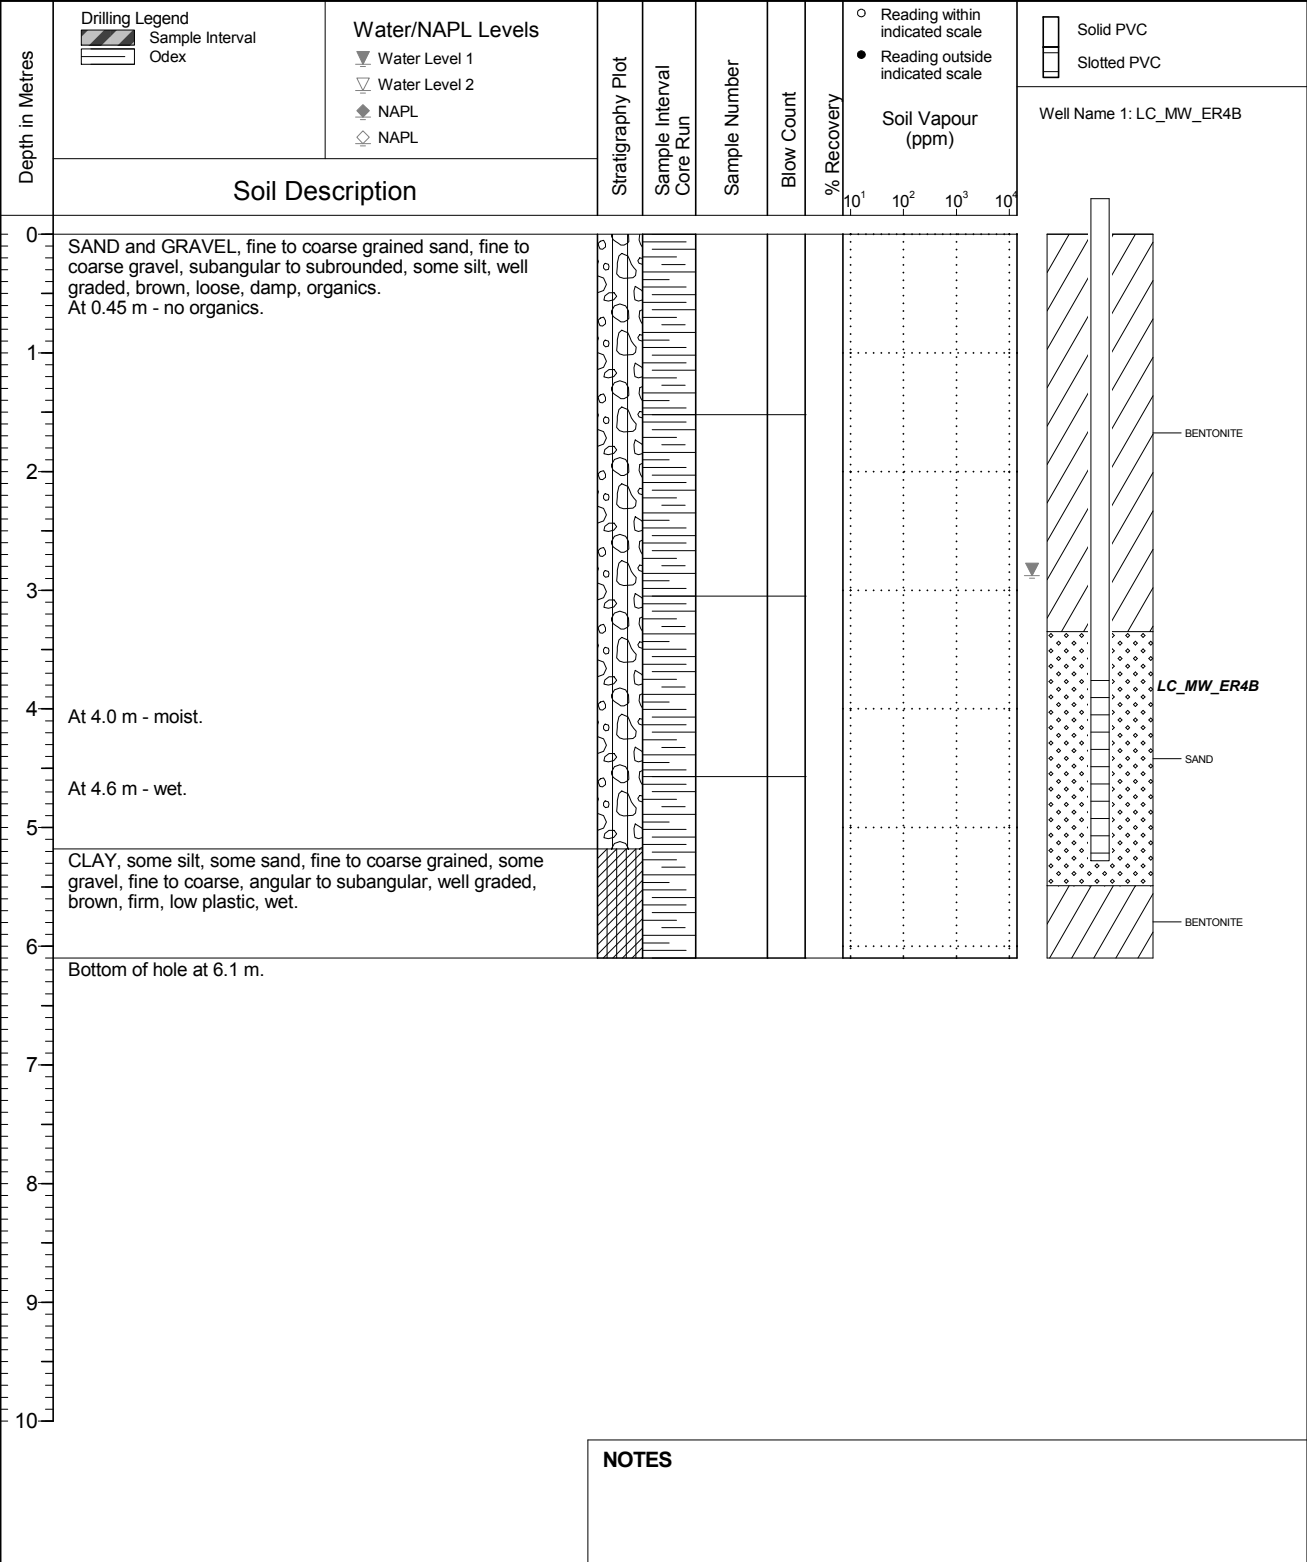 Depth in Metres
Drilling Legend
Sample Interval
Odex
Water/NAPL Levels
Water Level 1
Water Level 2
NAPL
NAPL
Soil Description
Stratigraphy Plot
Sample Interval
Core Run
Sample Number
Blow Count
% Recovery
Reading within
indicated scale
Reading outside
indicated scale
Soil Vapour
(ppm)
10¹ 10² 10³ 10⁴
Solid PVC
Slotted PVC
Well Name 1: LC_MW_ER4B
0
SAND and GRAVEL, fine to coarse grained sand, fine to
coarse gravel, subangular to subrounded, some silt, well
graded, brown, loose, damp, organics.
At 0.45 m - no organics.
1
BENTONITE
2
3
LC_MW_ER4B
4
At 4.0 m - moist.
SAND
At 4.6 m - wet.
5
CLAY, some silt, some sand, fine to coarse grained, some
gravel, fine to coarse, angular to subangular, well graded,
brown, firm, low plastic, wet.
BENTONITE
6
Bottom of hole at 6.1 m.
7
8
9
10
NOTES